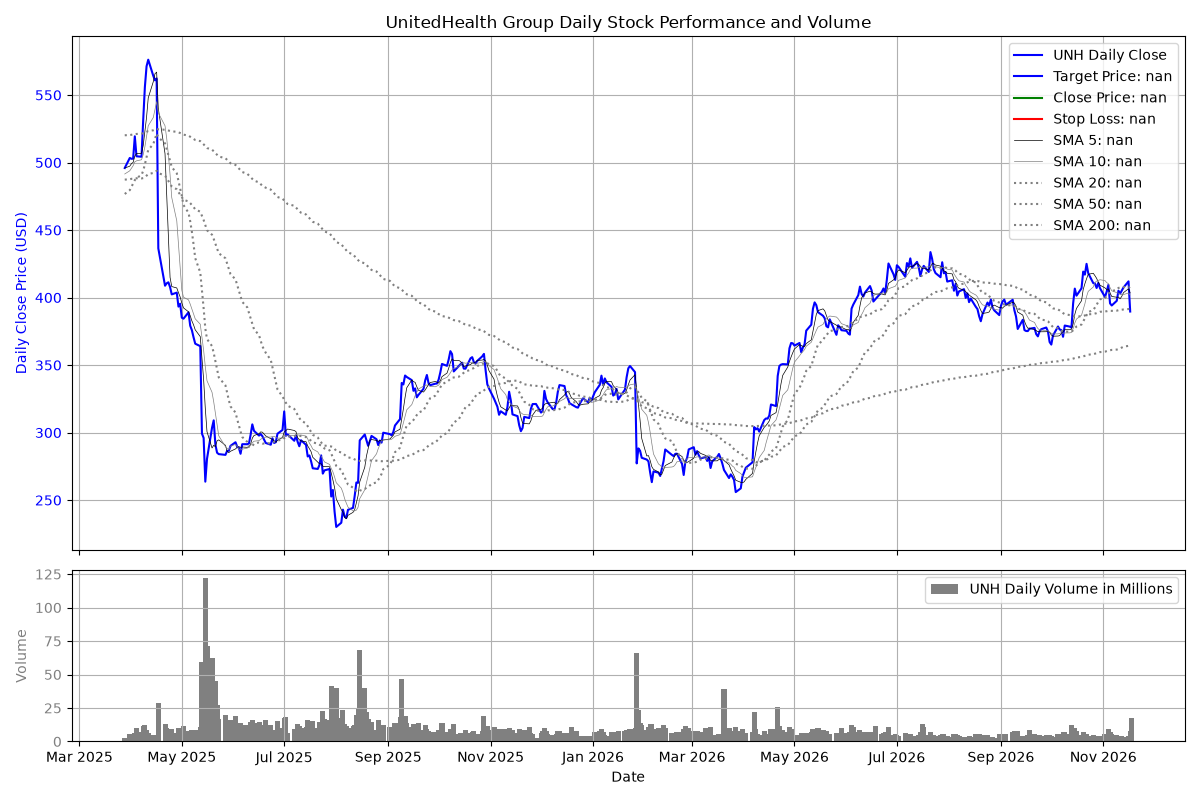 UnitedHealth Group Daily Stock Performance and Volume
Daily Close Price (USD)
550
500
450
400
350
300
250
UNH Daily Close
Target Price: nan
Close Price: nan
Stop Loss: nan
SMA 5: nan
SMA 10: nan
SMA 20: nan
SMA 50: nan
SMA 200: nan
Volume
125
100
75
50
25
0
UNH Daily Volume in Millions
Mar 2025 May 2025 Jul 2025 Sep 2025 Nov 2025 Jan 2026 Mar 2026 May 2026 Jul 2026 Sep 2026 Nov 2026
Date